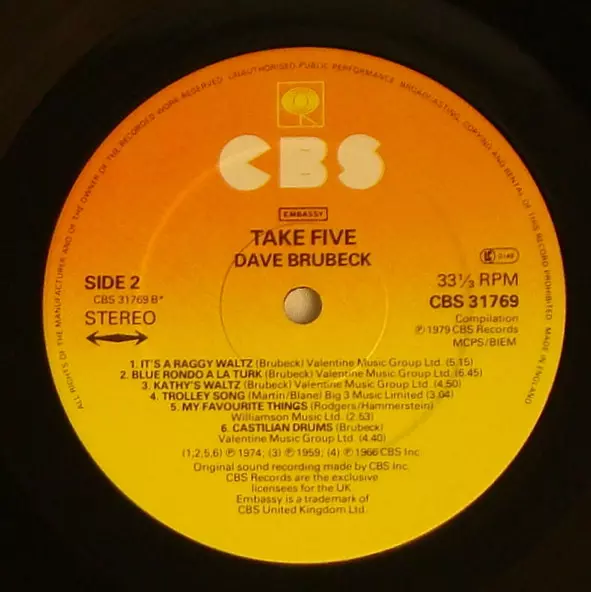 ALL RIGHTS OF THE MANUFACTURER AND OF THE OWNER OF THE RECORDED WORK RESERVED. UNAUTHORISED PUBLIC PERFORMANCE, BROADCASTING, COPYING AND RENTAL OF THIS RECORD PROHIBITED. MADE IN ENGLAND
CBS
EMBASSY
TAKE FIVE
DAVE BRUBECK
SIDE 2
CBS 31769 B*
STEREO
33⅓ RPM
CBS 31769
Compilation
℗ 1979 CBS Records
MCPS/BIEM
1. IT'S A RAGGY WALTZ (Brubeck) Valentine Music Group Ltd. (5.15)
2. BLUE RONDO A LA TURK (Brubeck) Valentine Music Group Ltd. (6.45)
3. KATHY'S WALTZ (Brubeck) Valentine Music Group Ltd. (4.50)
4. TROLLEY SONG (Martin/Blane) Big 3 Music Limited (3.04)
5. MY FAVOURITE THINGS (Rodgers/Hammerstein)
Williamson Music Ltd. (2.53)
6. CASTILIAN DRUMS (Brubeck)
Valentine Music Group Ltd. (4.40)
(1,2,5,6) ℗ 1974; (3) ℗ 1959; (4) ℗ 1966 CBS Inc.
Original sound recording made by CBS Inc.
CBS Records are the exclusive
licensees for the UK.
Embassy is a trademark of
CBS United Kingdom Ltd.